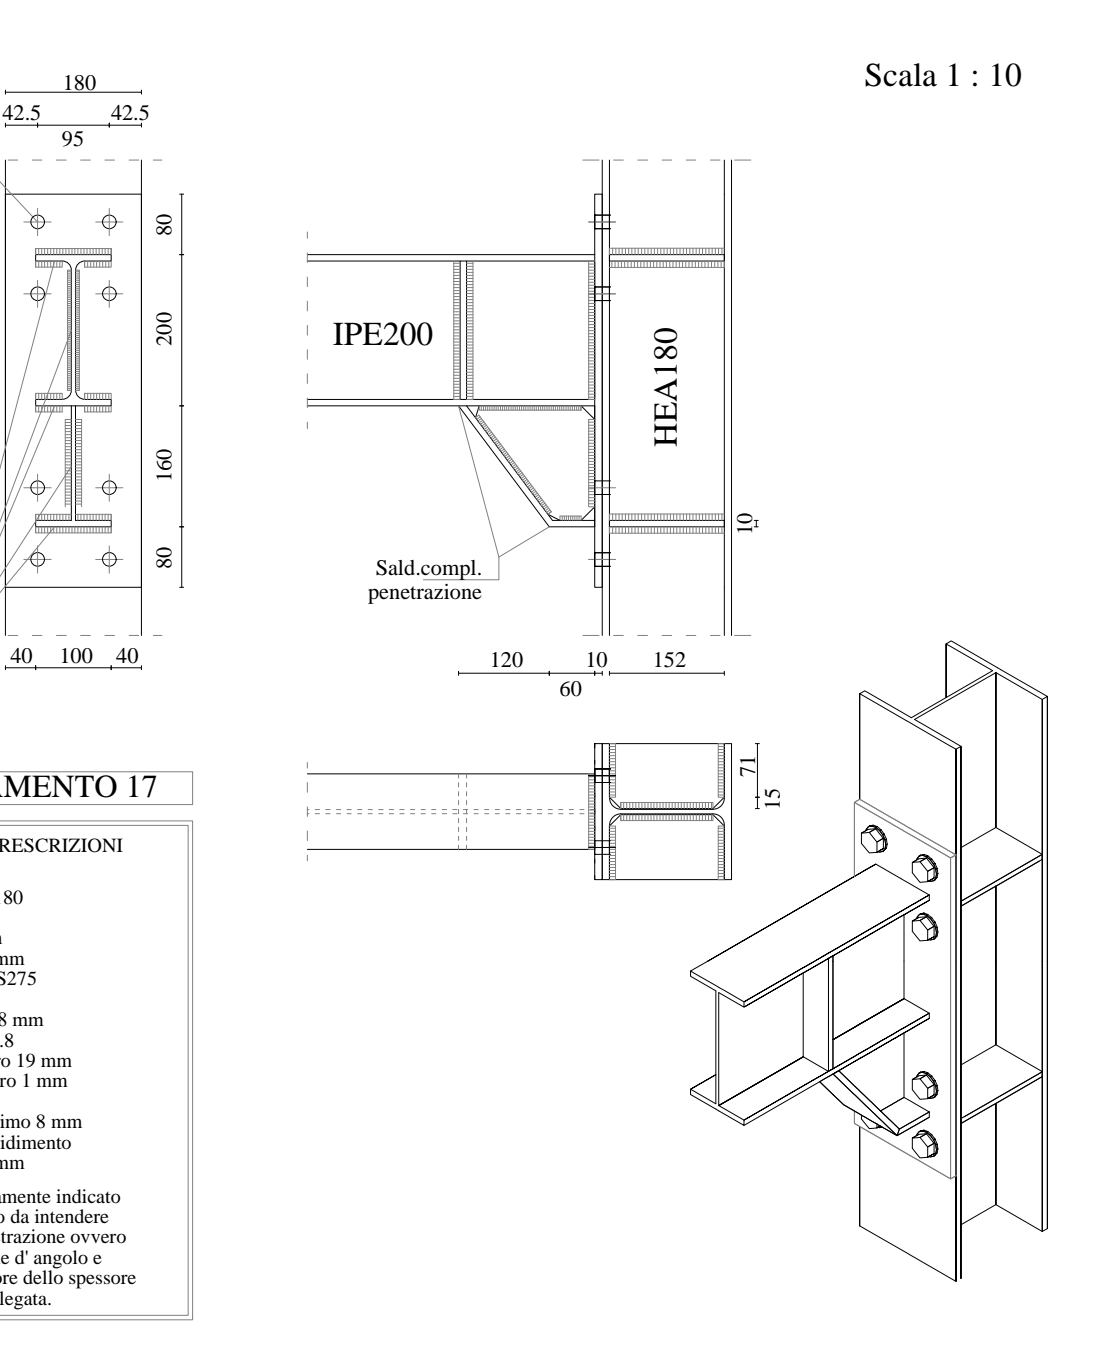 Scala 1 : 10
180
42.5
42.5
95
80
200
160
80
40
100
40
IPE200
HEA180
10
Sald.compl.
penetrazione
120
10
152
60
71
15
AMENTO 17
RESCRIZIONI
80
mm
S275
8 mm
.8
o 19 mm
ro 1 mm
imo 8 mm
idimento
mm
amente indicato
o da intendere
etrazione ovvero
e d' angolo e
ore dello spessore
legata.